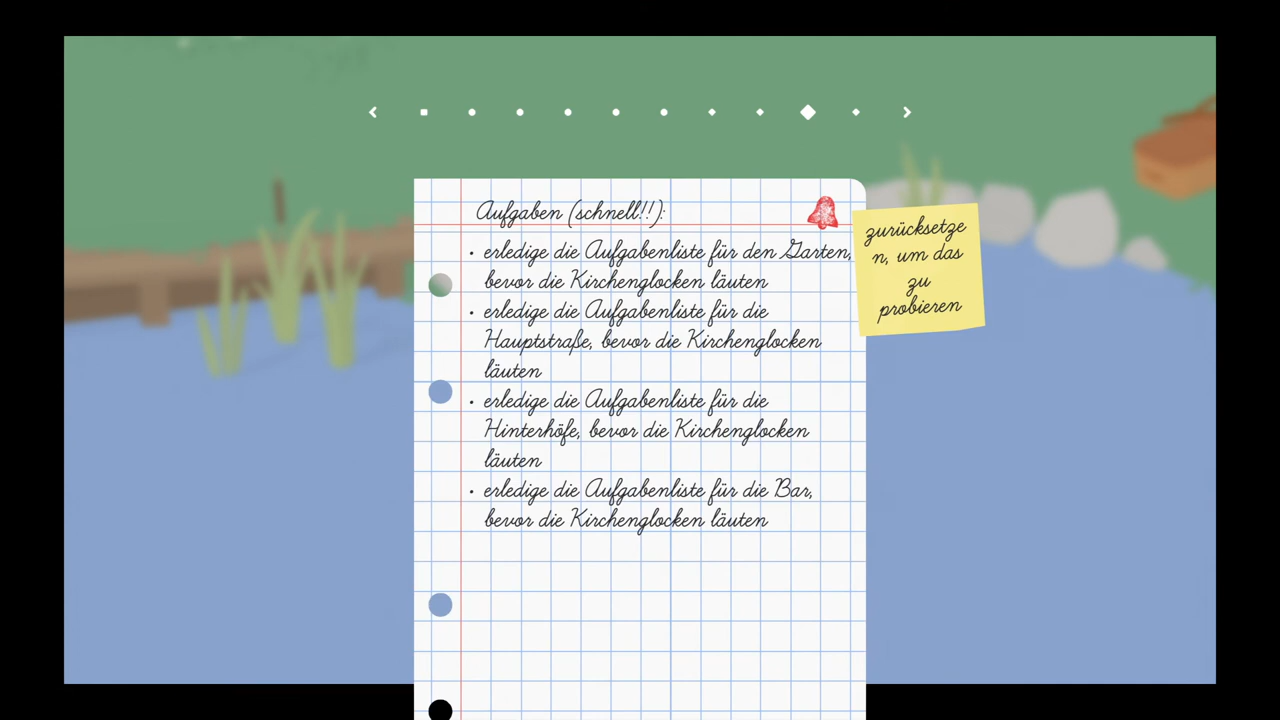 Aufgaben (schnell!!):
• erledige die Aufgabenliste für den Garten,
bevor die Kirchenglocken läuten
• erledige die Aufgabenliste für die
Hauptstraße, bevor die Kirchenglocken
läuten
• erledige die Aufgabenliste für die
Hinterhöfe, bevor die Kirchenglocken
läuten
• erledige die Aufgabenliste für die Bar,
bevor die Kirchenglocken läuten
zurücksetze
n, um das
zu
probieren